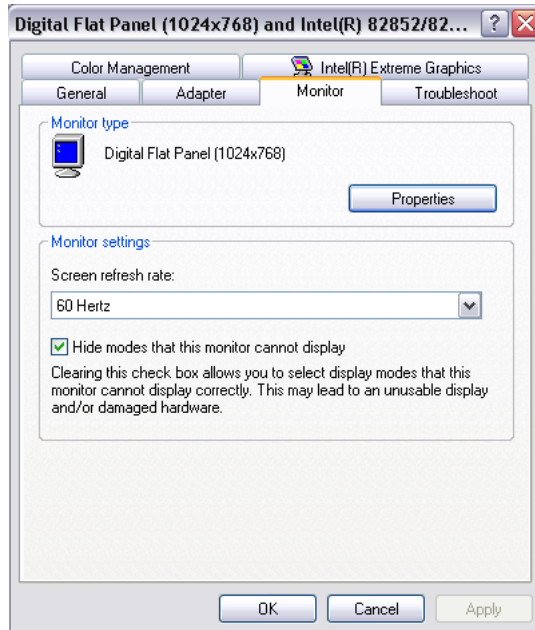 Digital Flat Panel (1024x768) and Intel(R) 82852/82...
Color Management
Intel(R) Extreme Graphics
General
Adapter
Monitor
Troubleshoot
Monitor type
Digital Flat Panel (1024x768)
Properties
Monitor settings
Screen refresh rate:
60 Hertz
Hide modes that this monitor cannot display
Clearing this check box allows you to select display modes that this
monitor cannot display correctly. This may lead to an unusable display
and/or damaged hardware.
OK
Cancel
Apply